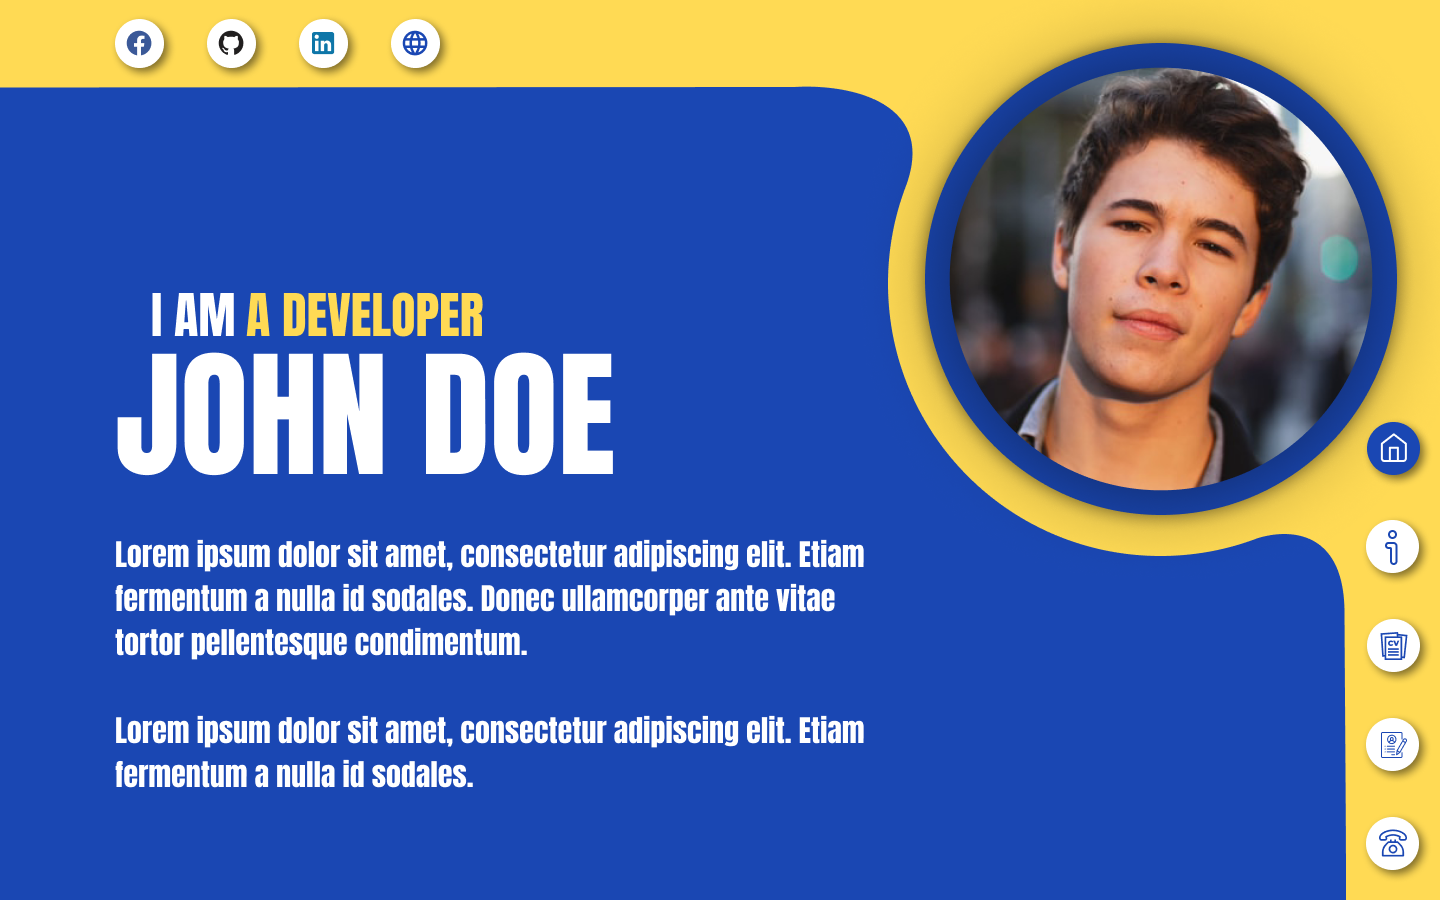 I AM A DEVELOPER
JOHN DOE
Lorem ipsum dolor sit amet, consectetur adipiscing elit. Etiam
fermentum a nulla id sodales. Donec ullamcorper ante vitae
tortor pellentesque condimentum.
Lorem ipsum dolor sit amet, consectetur adipiscing elit. Etiam
fermentum a nulla id sodales.
CV